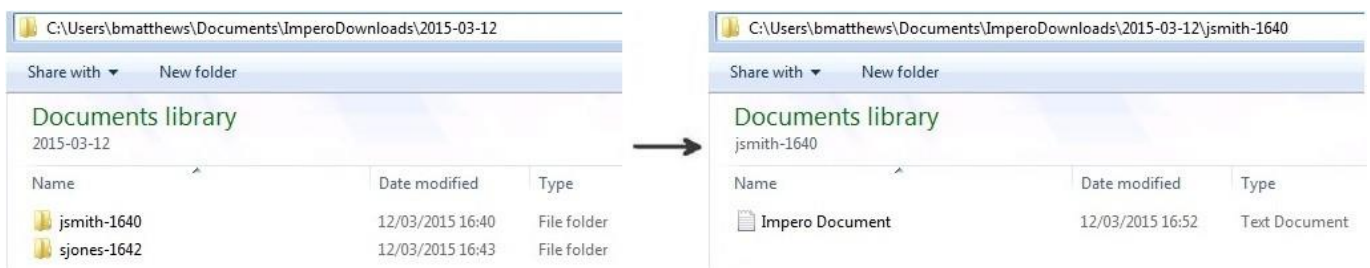 C:\Users\bmatthews\Documents\ImperoDownloads\2015-03-12
Share with New folder
Documents library
2015-03-12
Name Date modified Type
jsmith-1640 12/03/2015 16:40 File folder
sjones-1642 12/03/2015 16:43 File folder
C:\Users\bmatthews\Documents\ImperoDownloads\2015-03-12\jsmith-1640
Share with New folder
Documents library
jsmith-1640
Name Date modified Type
Impero Document 12/03/2015 16:52 Text Document